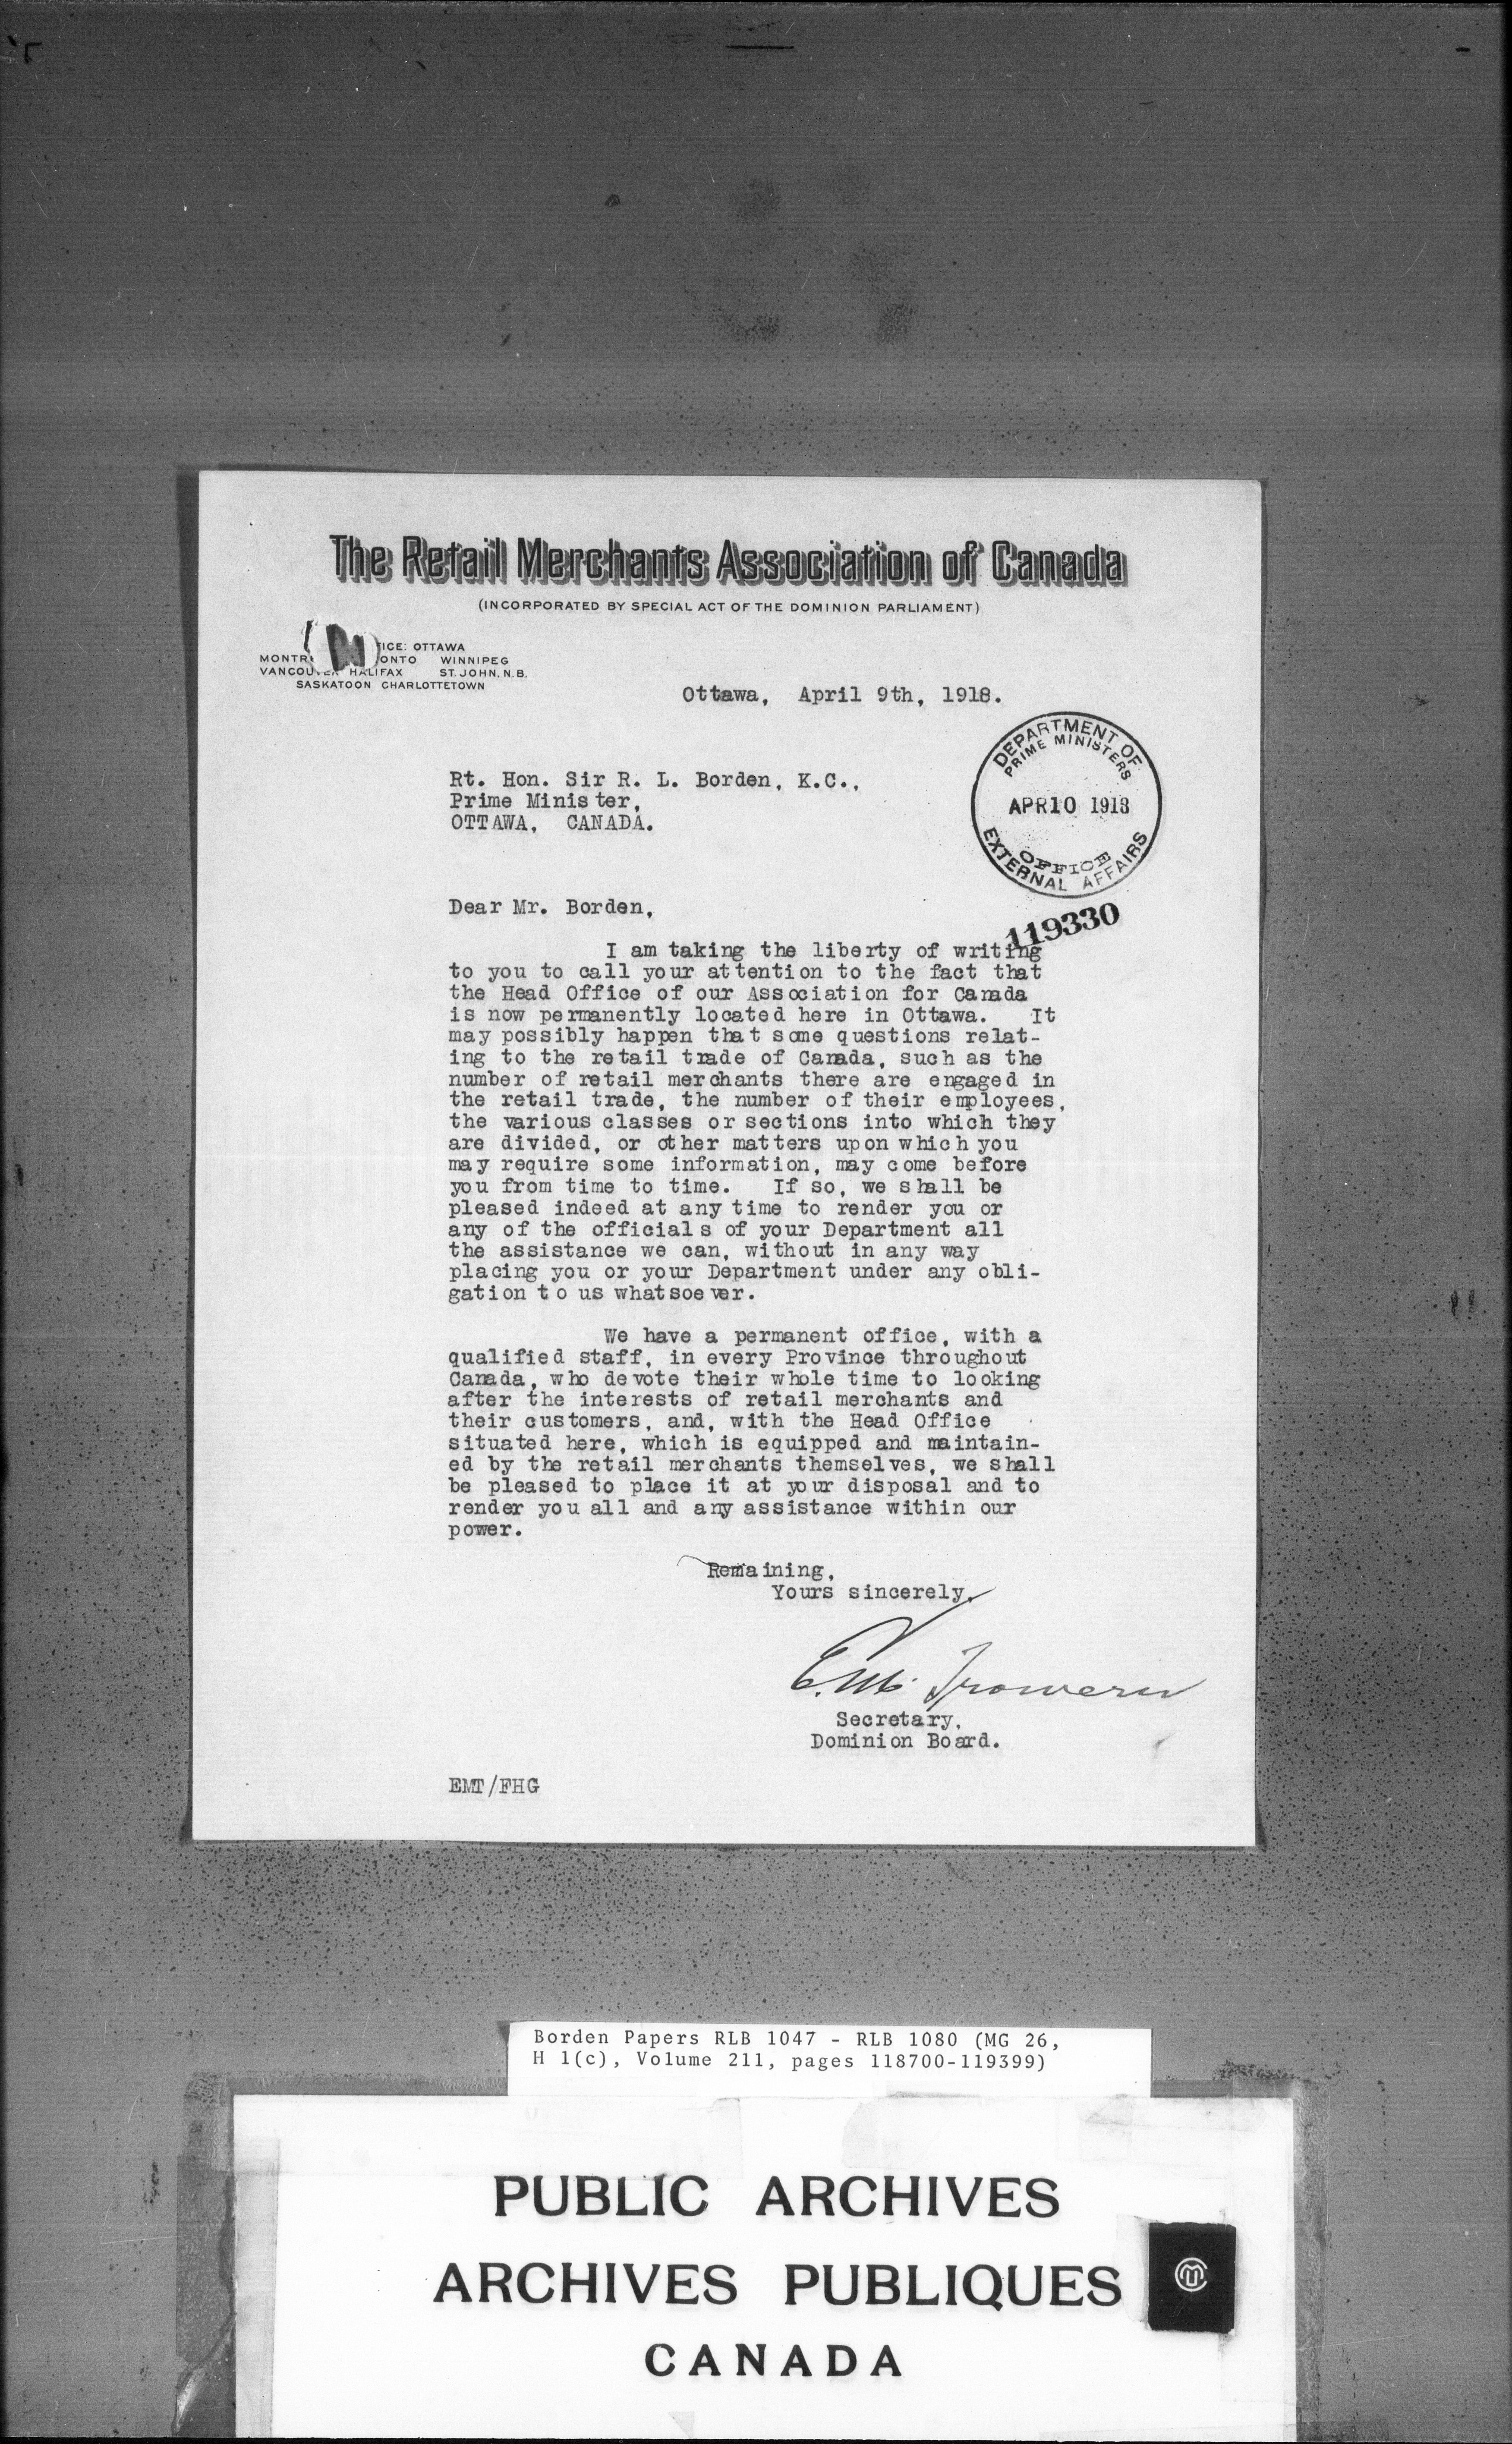 The Retail Merchants Association of Canada
(INCORPORATED BY SPECIAL ACT OF THE DOMINION PARLIAMENT)
OTTAWA
WINNIPEG
HALIFAX ST. JOHN. N.B.
SASKATOON CHARLOTTETOWN
Ottawa, April 9th, 1918.
DEPARTMENT OF
PRIME MINISTERS
APR 10 1918
OFFICE
EXTERNAL AFFAIRS
Rt. Hon. Sir R. L. Borden, K.C.,
Prime Minister,
OTTAWA, CANADA.
Dear Mr. Borden,
119330
I am taking the liberty of writing
to you to call your attention to the fact that
the Head Office of our Association for Canada
is now permanently located here in Ottawa. It
may possibly happen that some questions relat-
ing to the retail trade of Canada, such as the
number of retail merchants there are engaged in
the retail trade, the number of their employees,
the various classes or sections into which they
are divided, or other matters upon which you
may require some information, may come before
you from time to time. If so, we shall be
pleased indeed at any time to render you or
any of the officials of your Department all
the assistance we can, without in any way
placing you or your Department under any obli-
gation to us whatsoever.
We have a permanent office, with a
qualified staff, in every Province throughout
Canada, who devote their whole time to looking
after the interests of retail merchants and
their customers, and, with the Head Office
situated here, which is equipped and maintain-
ed by the retail merchants themselves, we shall
be pleased to place it at your disposal and to
render you all and any assistance within our
power.
Remaining,
Yours sincerely,
E.M. Trowern
Secretary,
Dominion Board.
EMT/FHG
Borden Papers RLB 1047 - RLB 1080 (MG 26,
H 1(c), Volume 211, pages 118700-119399)
PUBLIC ARCHIVES
ARCHIVES PUBLIQUES
CANADA